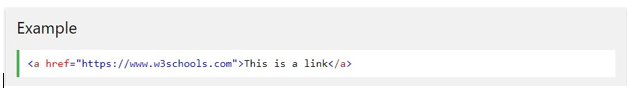 Example
<a href="https://www.w3schools.com">This is a link</a>